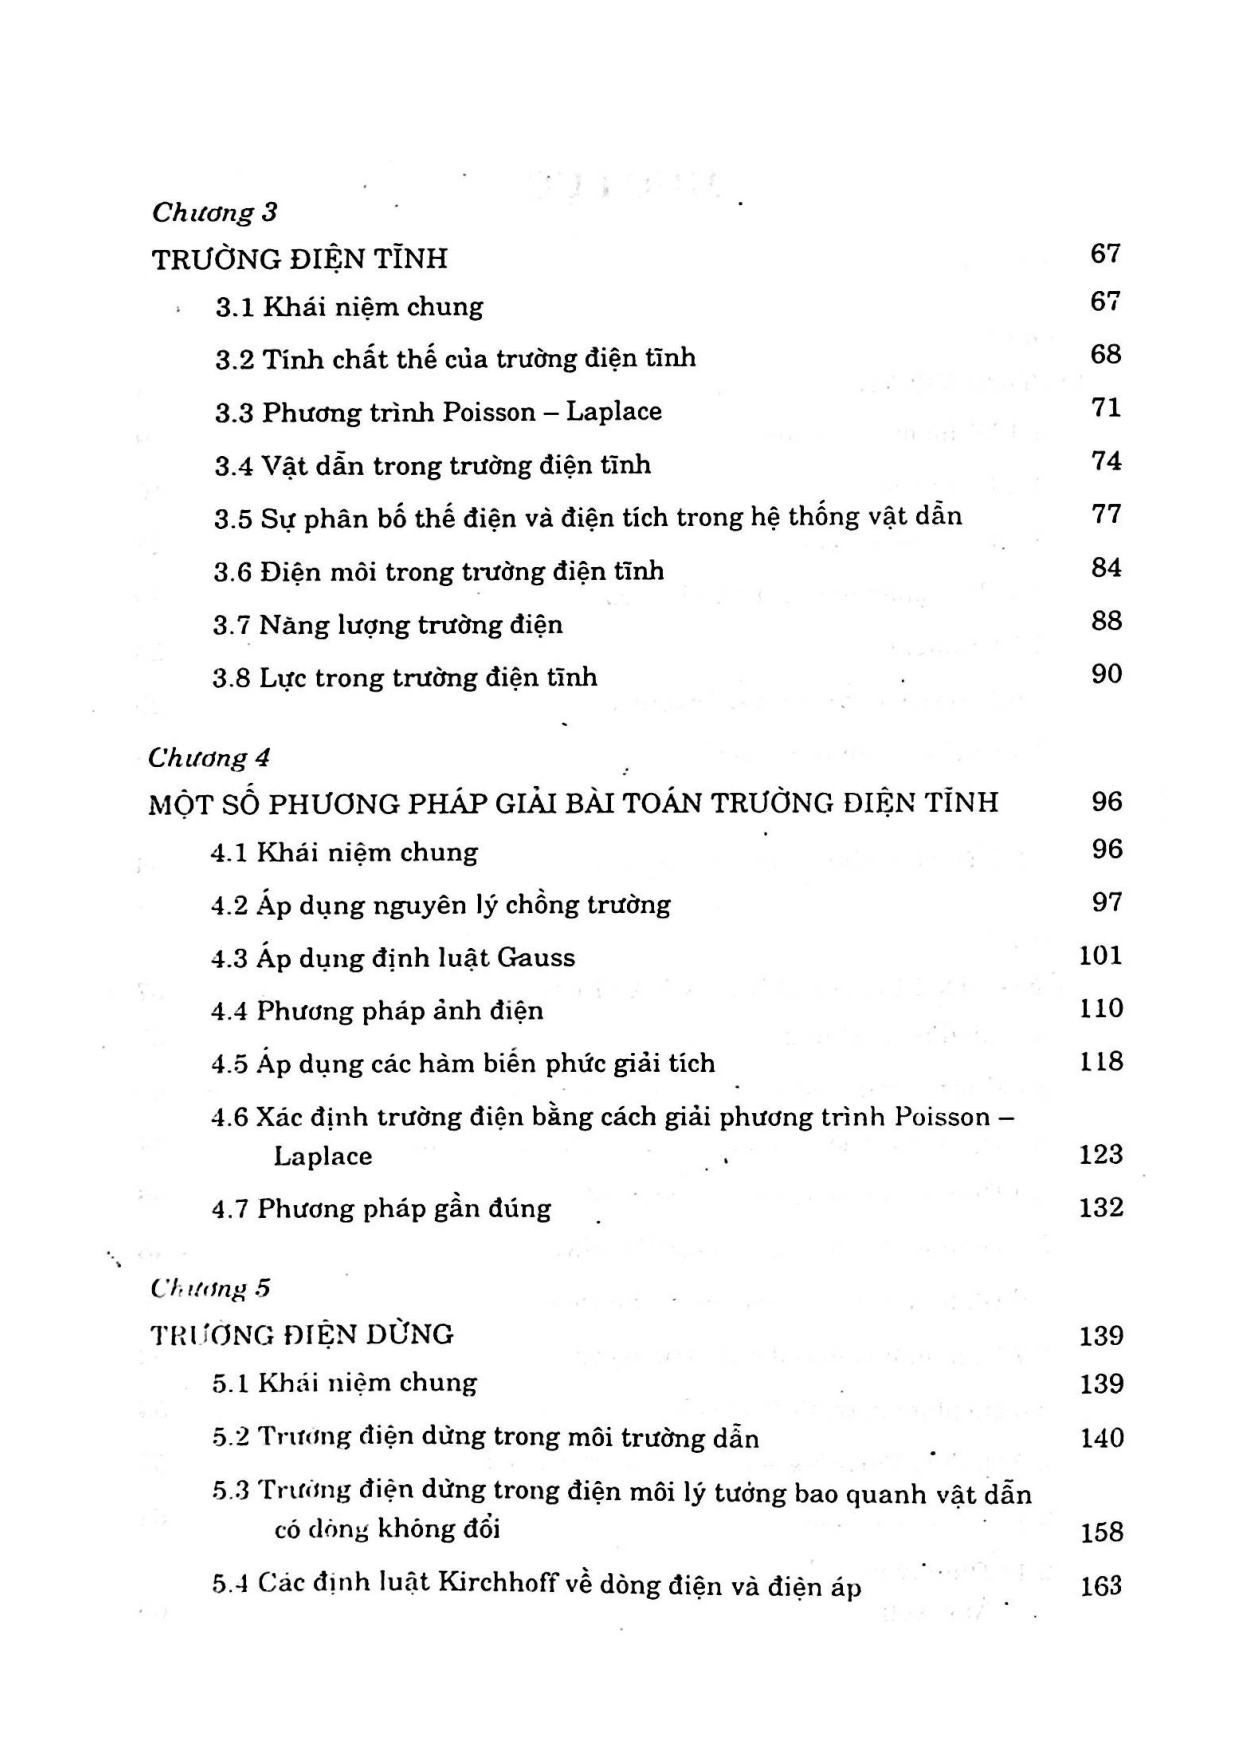 Chương 3
TRƯỜNG ĐIỆN TĨNH 67
3.1 Khái niệm chung 67
3.2 Tính chất thế của trường điện tĩnh 68
3.3 Phương trình Poisson – Laplace 71
3.4 Vật dẫn trong trường điện tĩnh 74
3.5 Sự phân bố thế điện và điện tích trong hệ thống vật dẫn 77
3.6 Điện môi trong trường điện tĩnh 84
3.7 Năng lượng trường điện 88
3.8 Lực trong trường điện tĩnh 90
Chương 4
MỘT SỐ PHƯƠNG PHÁP GIẢI BÀI TOÁN TRƯỜNG ĐIỆN TĨNH 96
4.1 Khái niệm chung 96
4.2 Áp dụng nguyên lý chồng trường 97
4.3 Áp dụng định luật Gauss 101
4.4 Phương pháp ảnh điện 110
4.5 Áp dụng các hàm biến phức giải tích 118
4.6 Xác định trường điện bằng cách giải phương trình Poisson –
Laplace 123
4.7 Phương pháp gần đúng 132
Chương 5
TRƯỜNG ĐIỆN DỪNG 139
5.1 Khái niệm chung 139
5.2 Trường điện dừng trong môi trường dẫn 140
5.3 Trường điện dừng trong điện môi lý tưởng bao quanh vật dẫn
có dòng không đổi 158
5.4 Các định luật Kirchhoff về dòng điện và điện áp 163